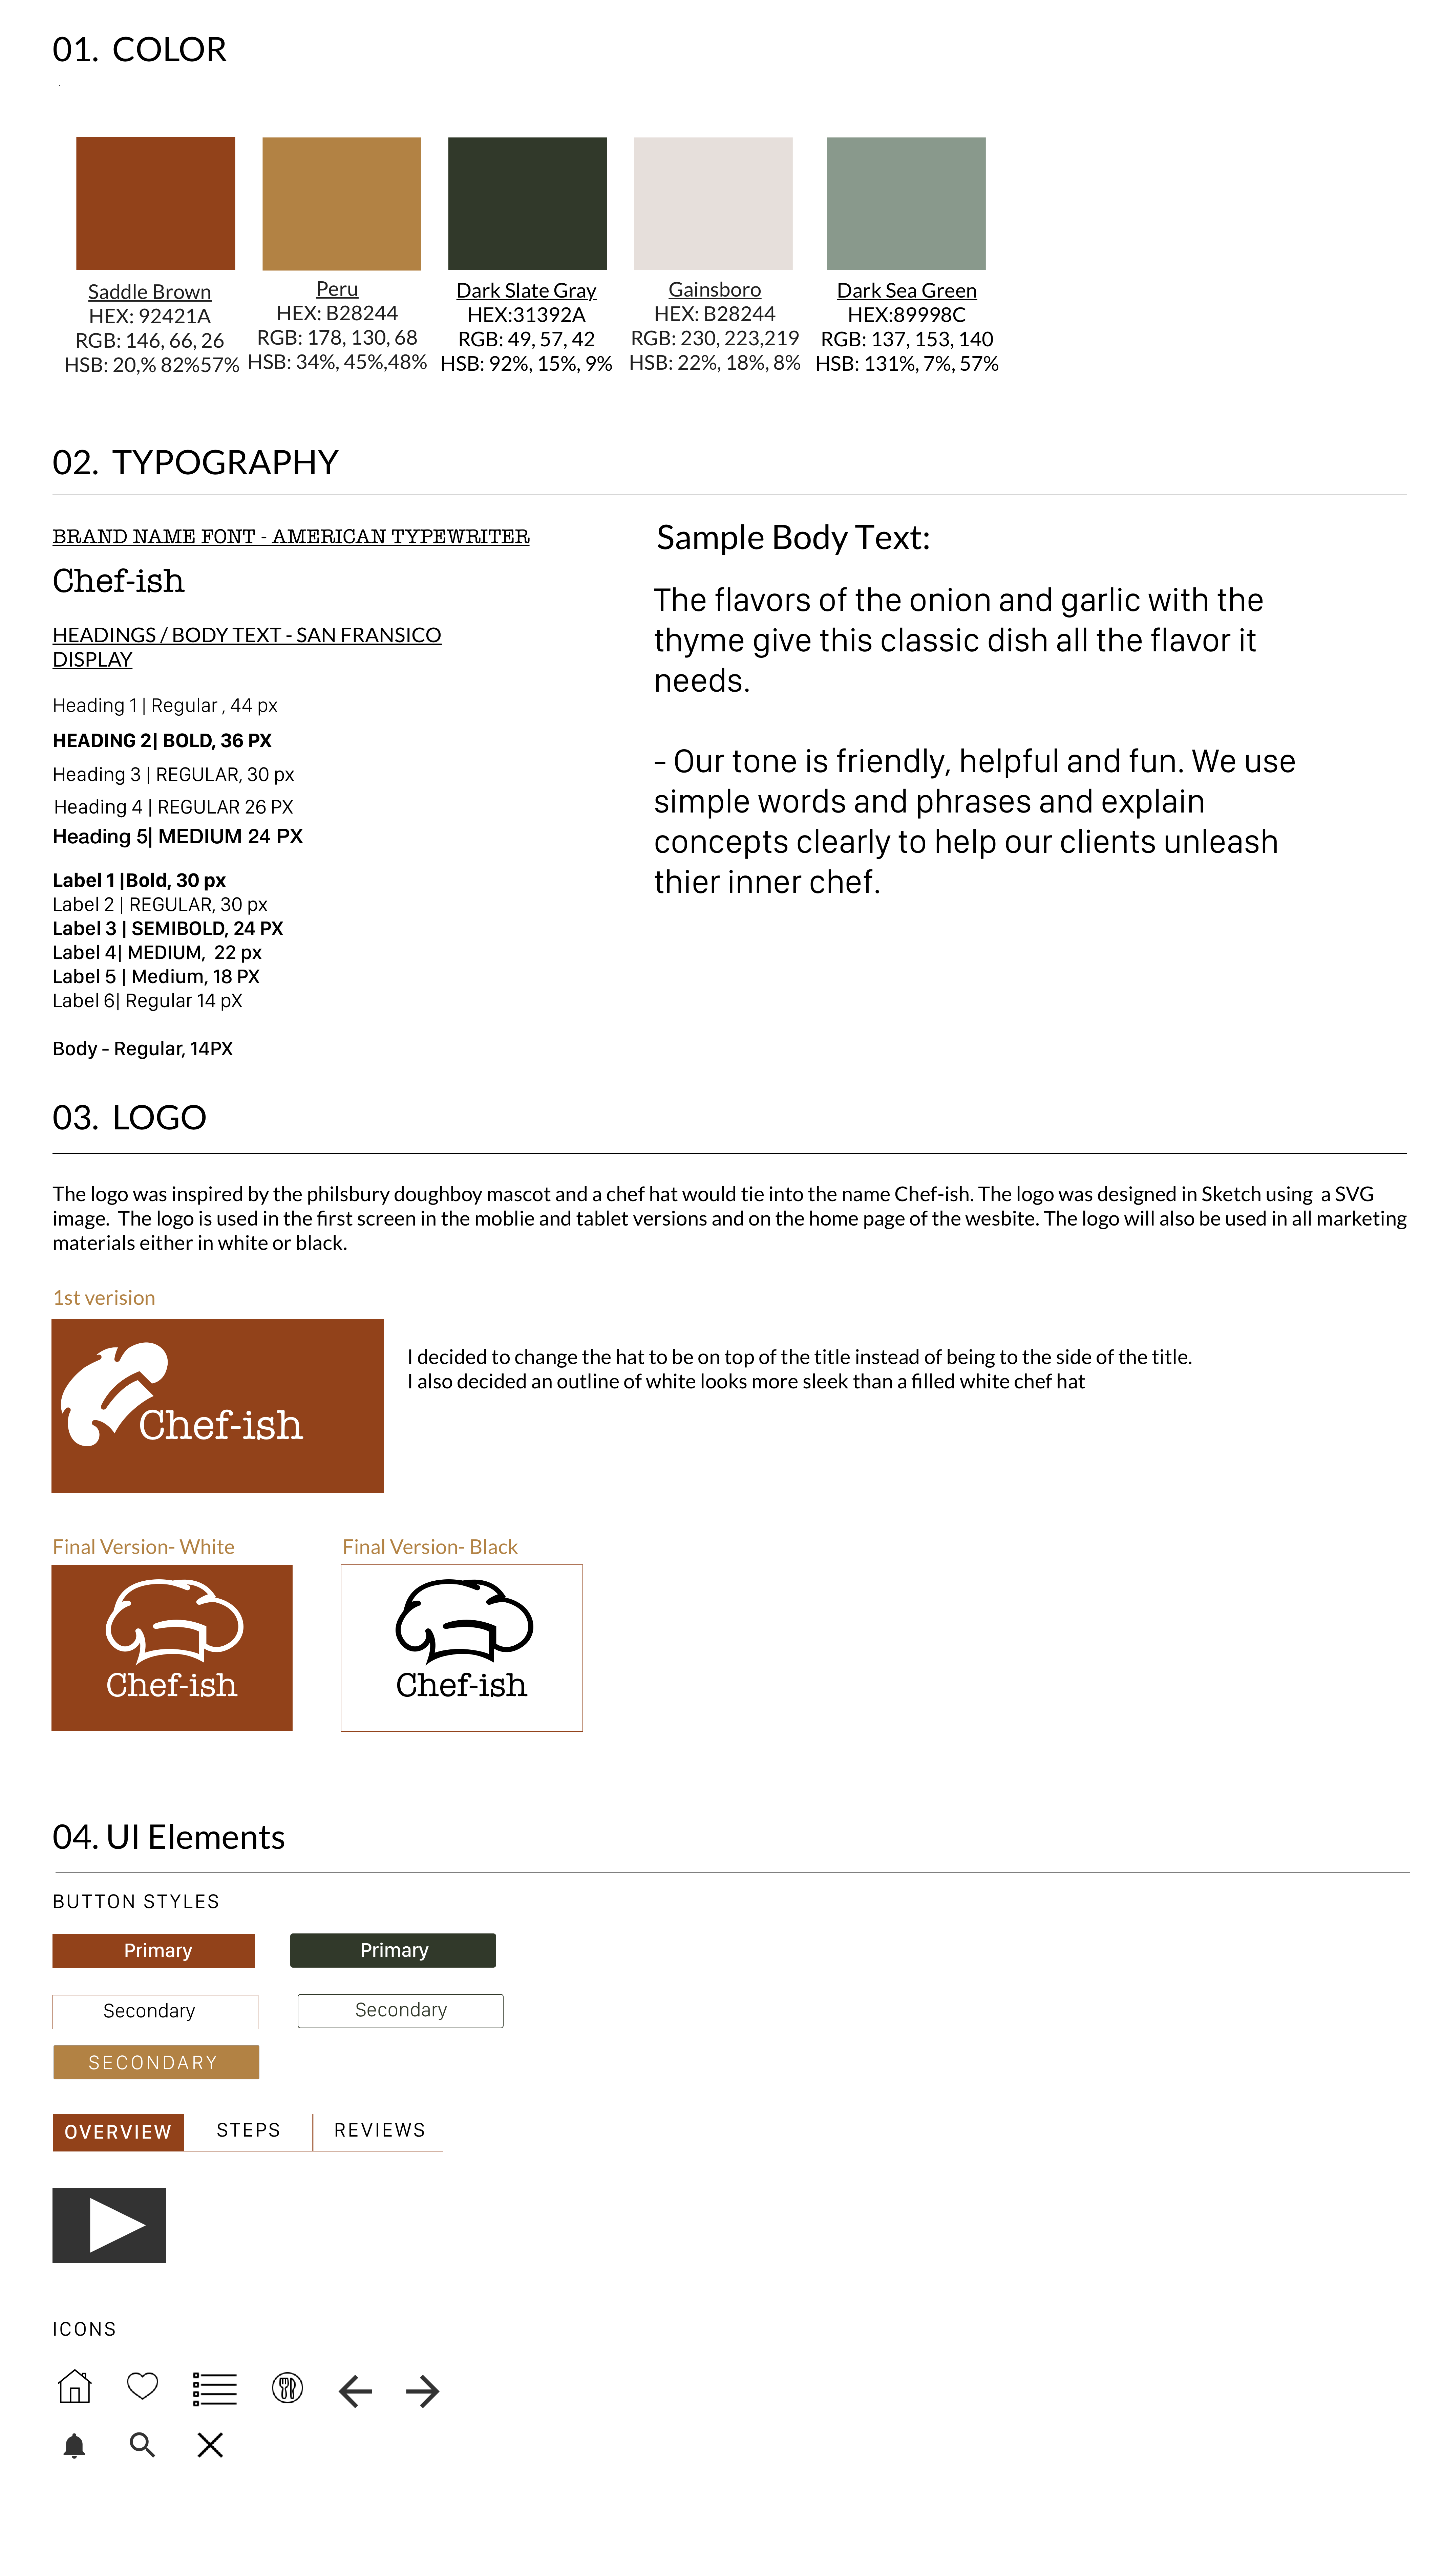 01. COLOR
Saddle Brown
HEX: 92421A
RGB: 146, 66, 26
HSB: 20,% 82%57%
Peru
HEX: B28244
RGB: 178, 130, 68
HSB: 34%, 45%,48%
Dark Slate Gray
HEX:31392A
RGB: 49, 57, 42
HSB: 92%, 15%, 9%
Gainsboro
HEX: B28244
RGB: 230, 223,219
HSB: 22%, 18%, 8%
Dark Sea Green
HEX:89998C
RGB: 137, 153, 140
HSB: 131%, 7%, 57%
02. TYPOGRAPHY
BRAND NAME FONT - AMERICAN TYPEWRITER
Chef-ish
HEADINGS / BODY TEXT - SAN FRANSICO
DISPLAY
Heading 1 | Regular , 44 px
HEADING 2| BOLD, 36 PX
Heading 3 | REGULAR, 30 px
Heading 4 | REGULAR 26 PX
Heading 5| MEDIUM 24 PX
Label 1 |Bold, 30 px
Label 2 | REGULAR, 30 px
Label 3 | SEMIBOLD, 24 PX
Label 4| MEDIUM,  22 px
Label 5 | Medium, 18 PX
Label 6| Regular 14 pX
Body - Regular, 14PX
Sample Body Text:
The flavors of the onion and garlic with the
thyme give this classic dish all the flavor it
needs.
- Our tone is friendly, helpful and fun. We use
simple words and phrases and explain
concepts clearly to help our clients unleash
thier inner chef.
03. LOGO
The logo was inspired by the philsbury doughboy mascot and a chef hat would tie into the name Chef-ish. The logo was designed in Sketch using  a SVG
image.  The logo is used in the first screen in the moblie and tablet versions and on the home page of the wesbite. The logo will also be used in all marketing
materials either in white or black.
1st verision
Chef-ish
I decided to change the hat to be on top of the title instead of being to the side of the title.
I also decided an outline of white looks more sleek than a filled white chef hat
Final Version- White
Chef-ish
Final Version- Black
Chef-ish
04. UI Elements
BUTTON STYLES
Primary
Primary
Secondary
Secondary
SECONDARY
OVERVIEW
STEPS
REVIEWS
ICONS